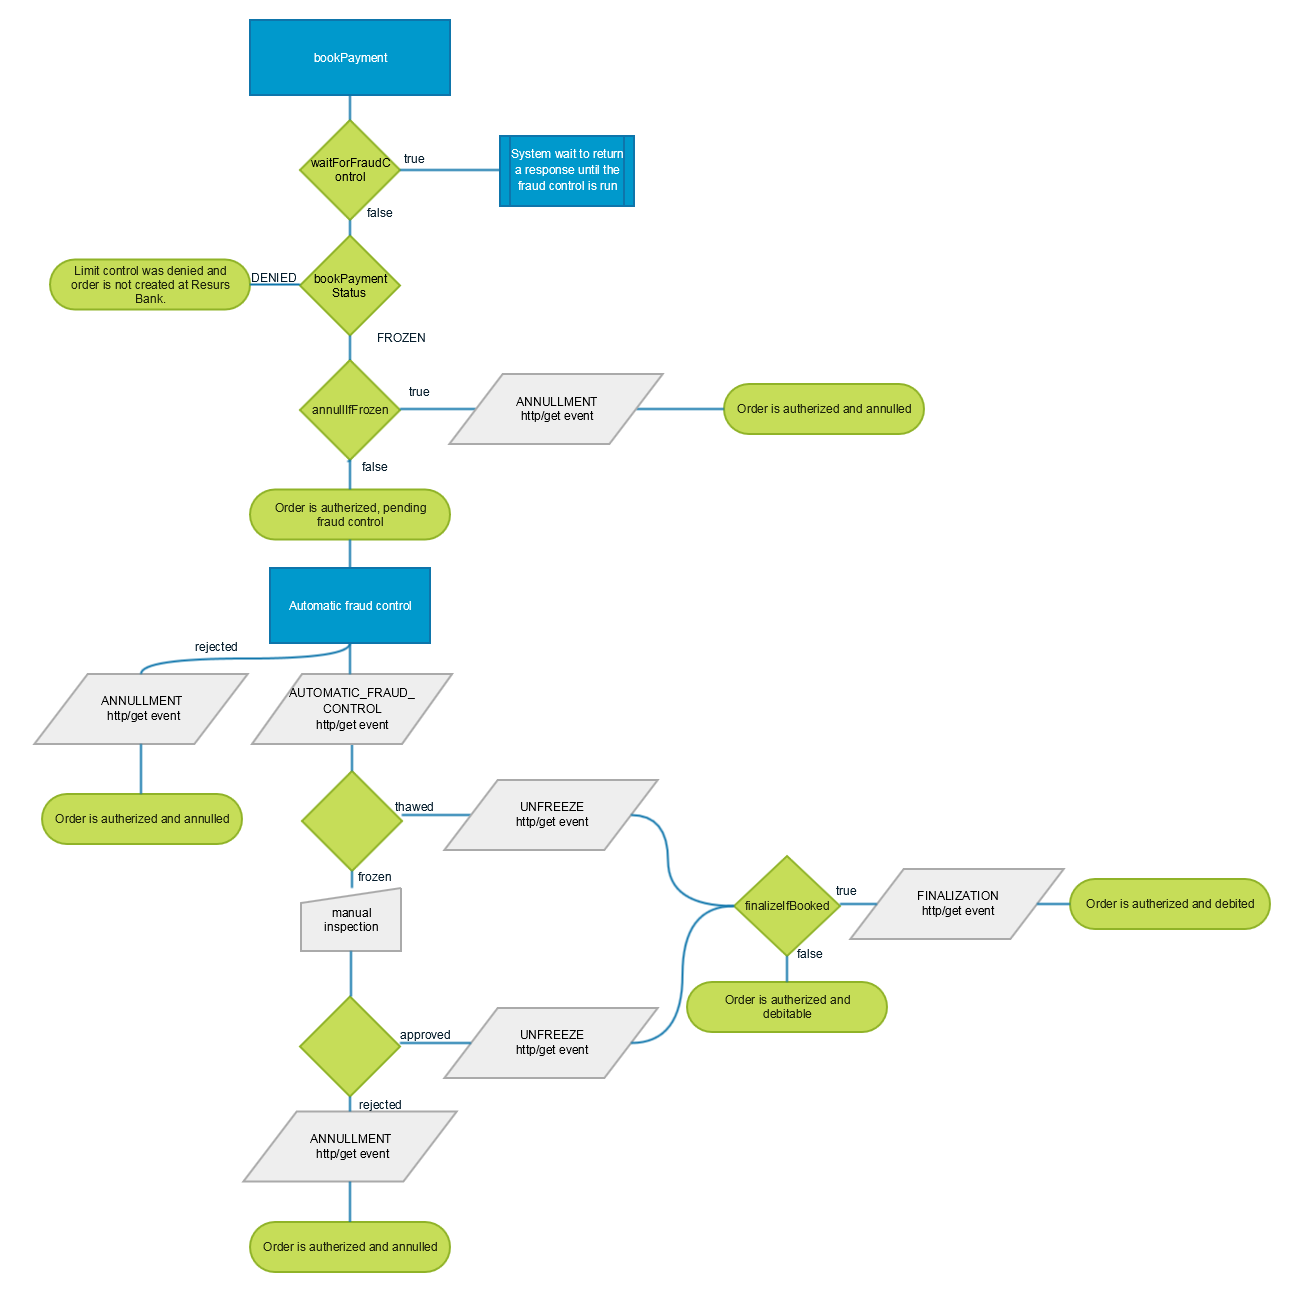 bookPayment
waitForFraudC
ontrol
true
System wait to return
a response until the
fraud control is run
false
Limit control was denied and
order is not created at Resurs
Bank.
DENIED
bookPayment
Status
FROZEN
annullIfFrozen
true
ANNULLMENT
http/get event
Order is autherized and annulled
false
Order is autherized, pending
fraud control
Automatic fraud control
rejected
ANNULLMENT
http/get event
AUTOMATIC_FRAUD_
CONTROL
http/get event
Order is autherized and annulled
thawed
UNFREEZE
http/get event
frozen
manual
inspection
finalizeIfBooked
true
FINALIZATION
http/get event
Order is autherized and debited
false
Order is autherized and
debitable
approved
UNFREEZE
http/get event
rejected
ANNULLMENT
http/get event
Order is autherized and annulled